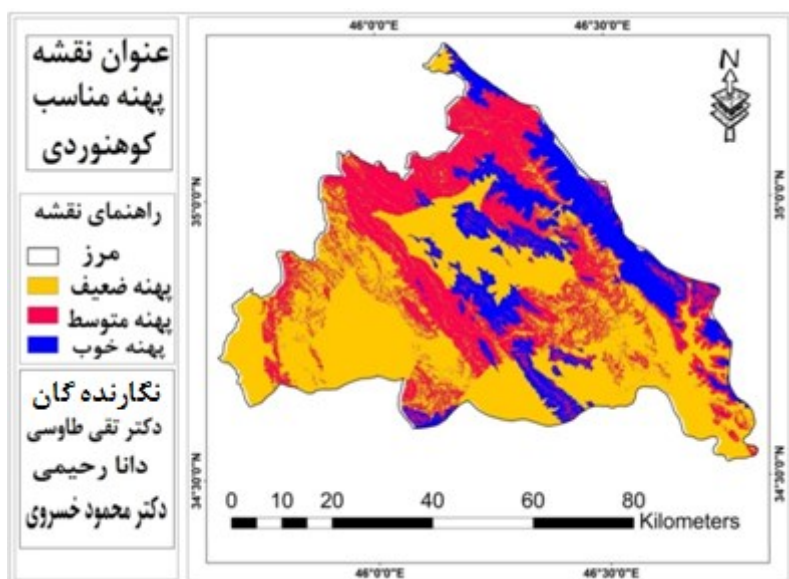 عنوان نقشه
پهنه مناسب
کوهنوردی
راهنمای نقشه
مرز
پهنه ضعیف
پهنه متوسط
پهنه خوب
نگارنده گان
دکتر تقی طاوسی
دانا رحیمی
دکتر محمود خسروی
46°0'0"E
46°30'0"E
N
35°0'0"N
35°0'0"N
34°30'0"N
34°30'0"N
0 10 20 40 60 80
Kilometers
46°0'0"E
46°30'0"E